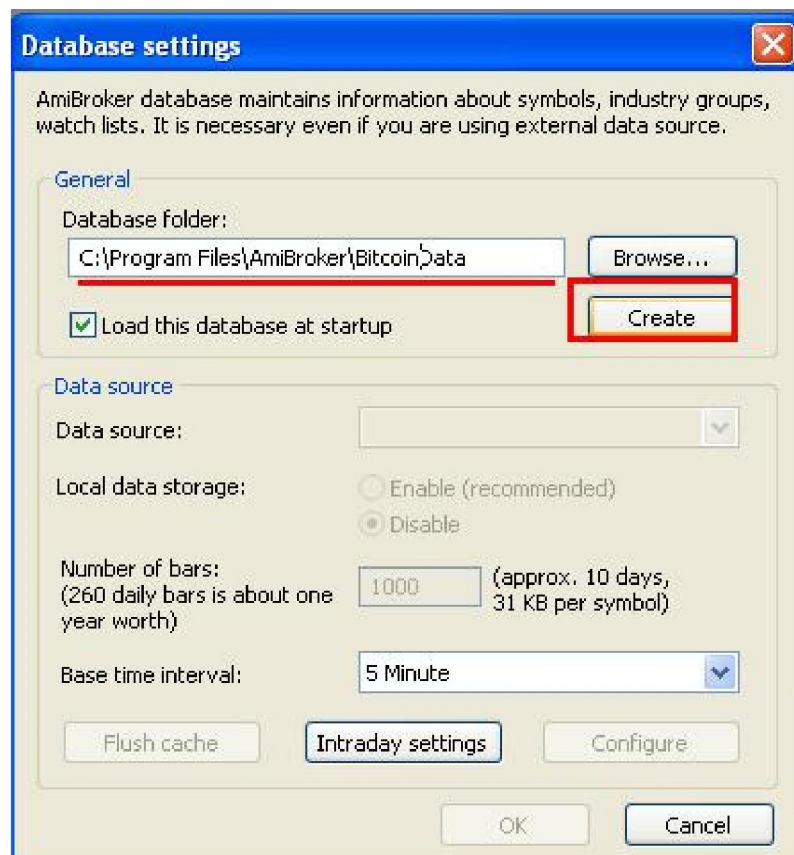 Database settings
AmiBroker database maintains information about symbols, industry groups,
watch lists. It is necessary even if you are using external data source.
General
Database folder:
C:\Program Files\AmiBroker\BitcoinData
Browse...
Load this database at startup
Create
Data source
Data source:
Local data storage:
Enable (recommended)
Disable
Number of bars:
(260 daily bars is about one
year worth)
1000
(approx. 10 days,
31 KB per symbol)
Base time interval:
5 Minute
Flush cache
Intraday settings
Configure
OK
Cancel